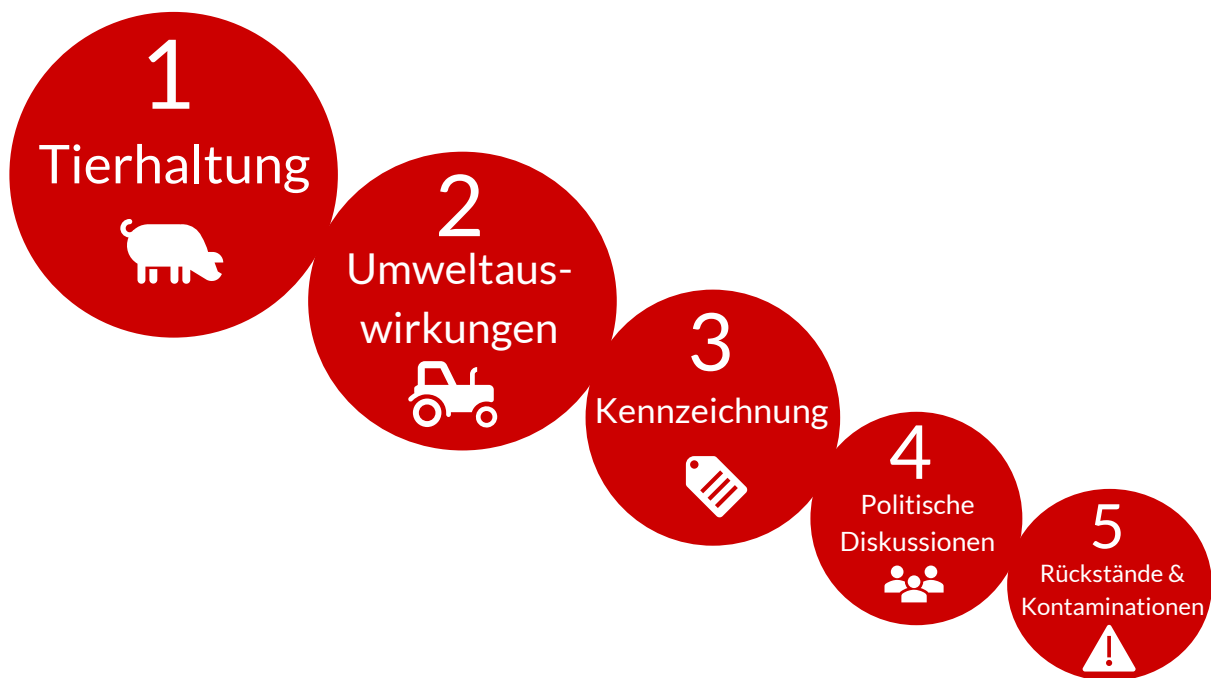 1
Tierhaltung
2
Umweltaus-
wirkungen
3
Kennzeichnung
4
Politische
Diskussionen
5
Rückstände &
Kontaminationen